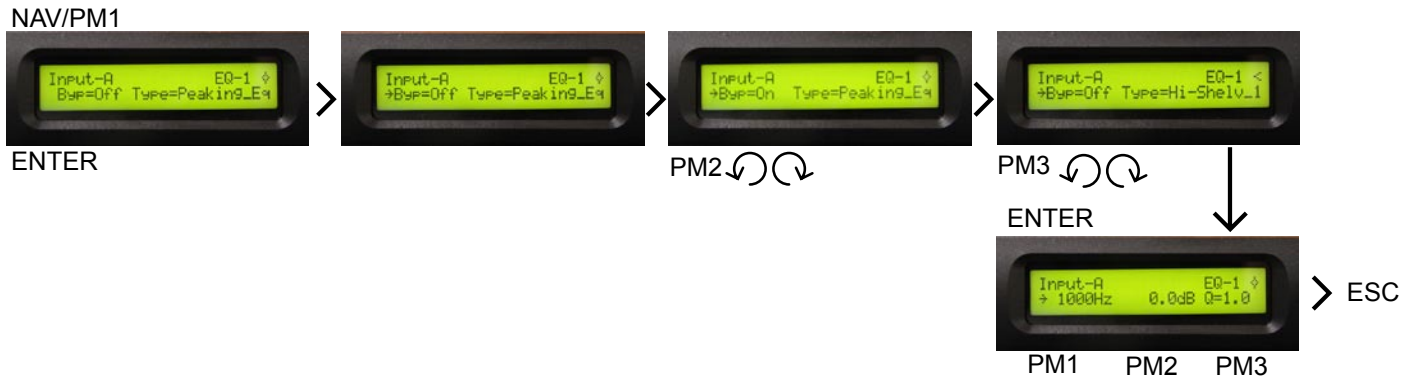 NAV/PM1
Input-A EQ-1
Byp=Off Type=Peaking_Eq
ENTER
Input-A EQ-1
→Byp=Off Type=Peaking_Eq
Input-A EQ-1
→Byp=On Type=Peaking_Eq
PM2
Input-A EQ-1 <
→Byp=Off Type=Hi-Shelv_1
PM3
ENTER
Input-A EQ-1
→ 1000Hz 0.0dB Q=1.0
ESC
PM1 PM2 PM3